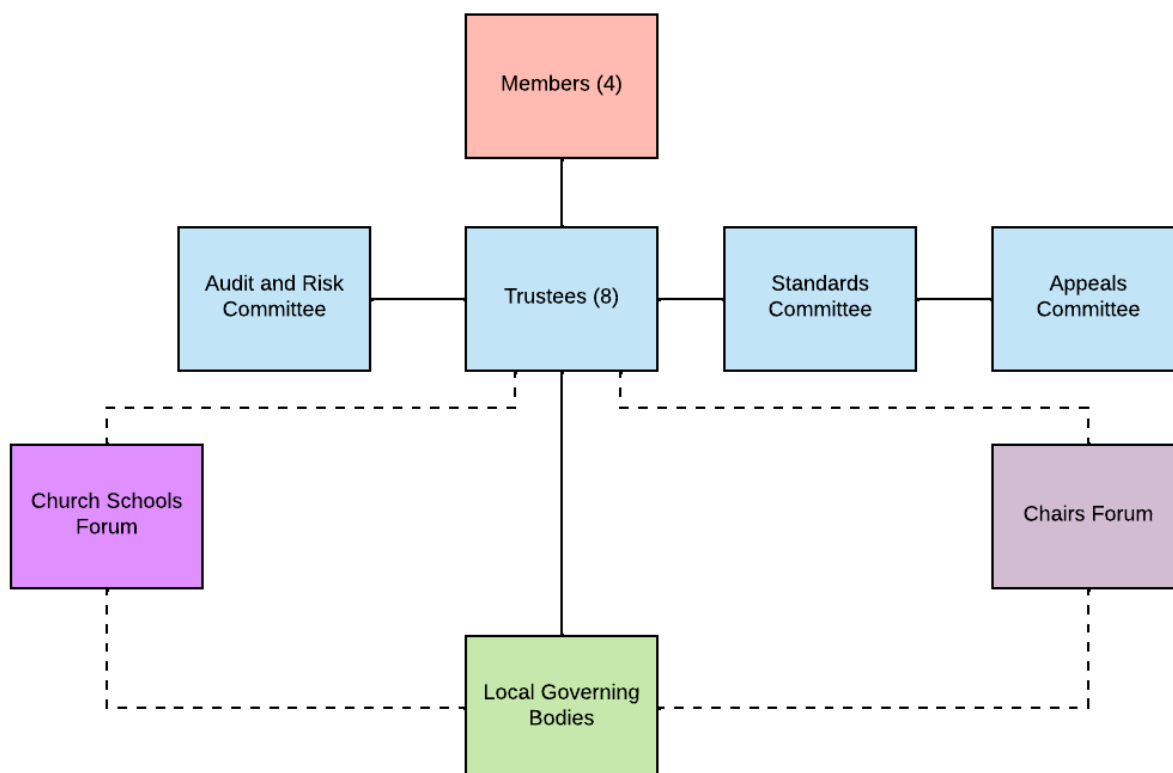 Members (4)
Audit and Risk
Committee
Trustees (8)
Standards
Committee
Appeals
Committee
Church Schools
Forum
Chairs Forum
Local Governing
Bodies